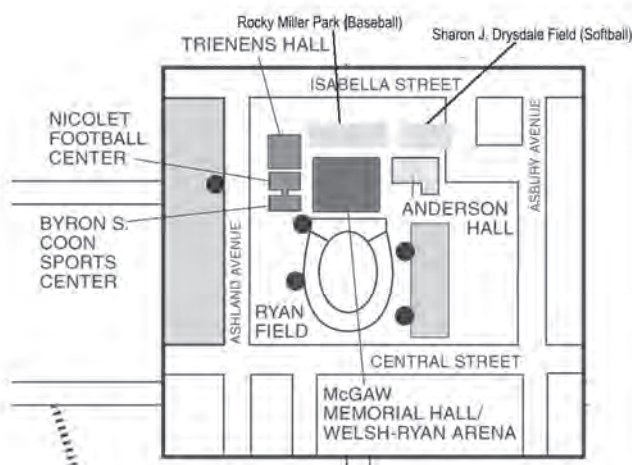 Rocky Miller Park (Baseball)
Sharon J. Drysdale Field (Softball)
TRIENENS HALL
ISABELLA STREET
NICOLET
FOOTBALL
CENTER
ASBURY AVENUE
ANDERSON
HALL
BYRON S.
COON
SPORTS
CENTER
ASHLAND AVENUE
RYAN
FIELD
CENTRAL STREET
McGAW
MEMORIAL HALL/
WELSH-RYAN ARENA